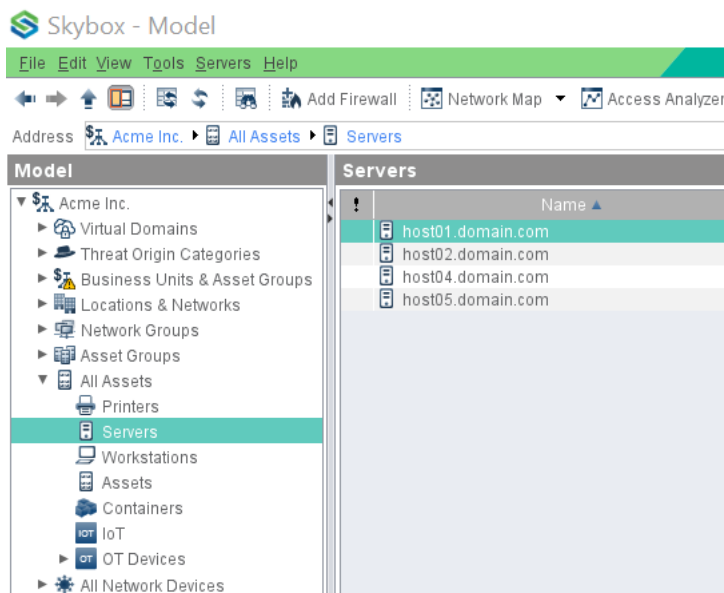 Skybox - Model
File Edit View Tools Servers Help
Add Firewall Network Map Access Analyzer
Address Acme Inc. All Assets Servers
Model
Acme Inc.
Virtual Domains
Threat Origin Categories
Business Units & Asset Groups
Locations & Networks
Network Groups
Asset Groups
All Assets
Printers
Servers
Workstations
Assets
Containers
IOT IoT
OT OT Devices
All Network Devices
Servers
! Name
host01.domain.com
host02.domain.com
host04.domain.com
host05.domain.com